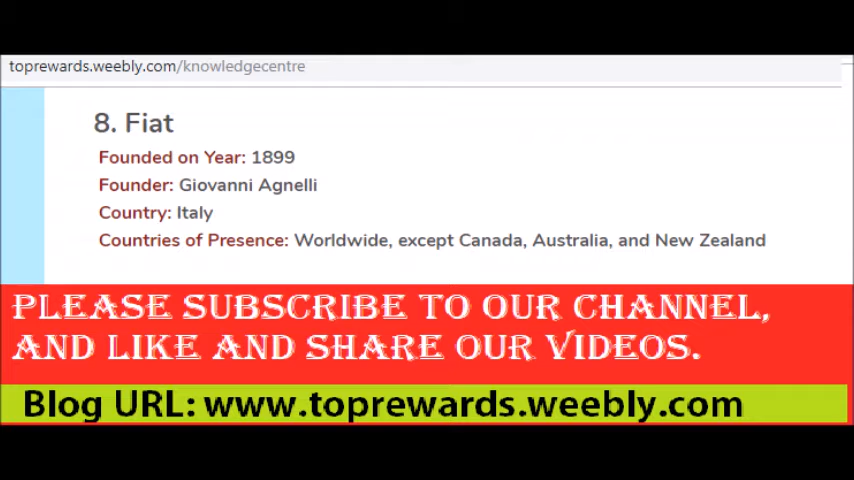 toprewards.weebly.com/knowledgecentre
8. Fiat
Founded on Year: 1899
Founder: Giovanni Agnelli
Country: Italy
Countries of Presence: Worldwide, except Canada, Australia, and New Zealand
PLEASE SUBSCRIBE TO OUR CHANNEL,
AND LIKE AND SHARE OUR VIDEOS.
Blog URL: www.toprewards.weebly.com